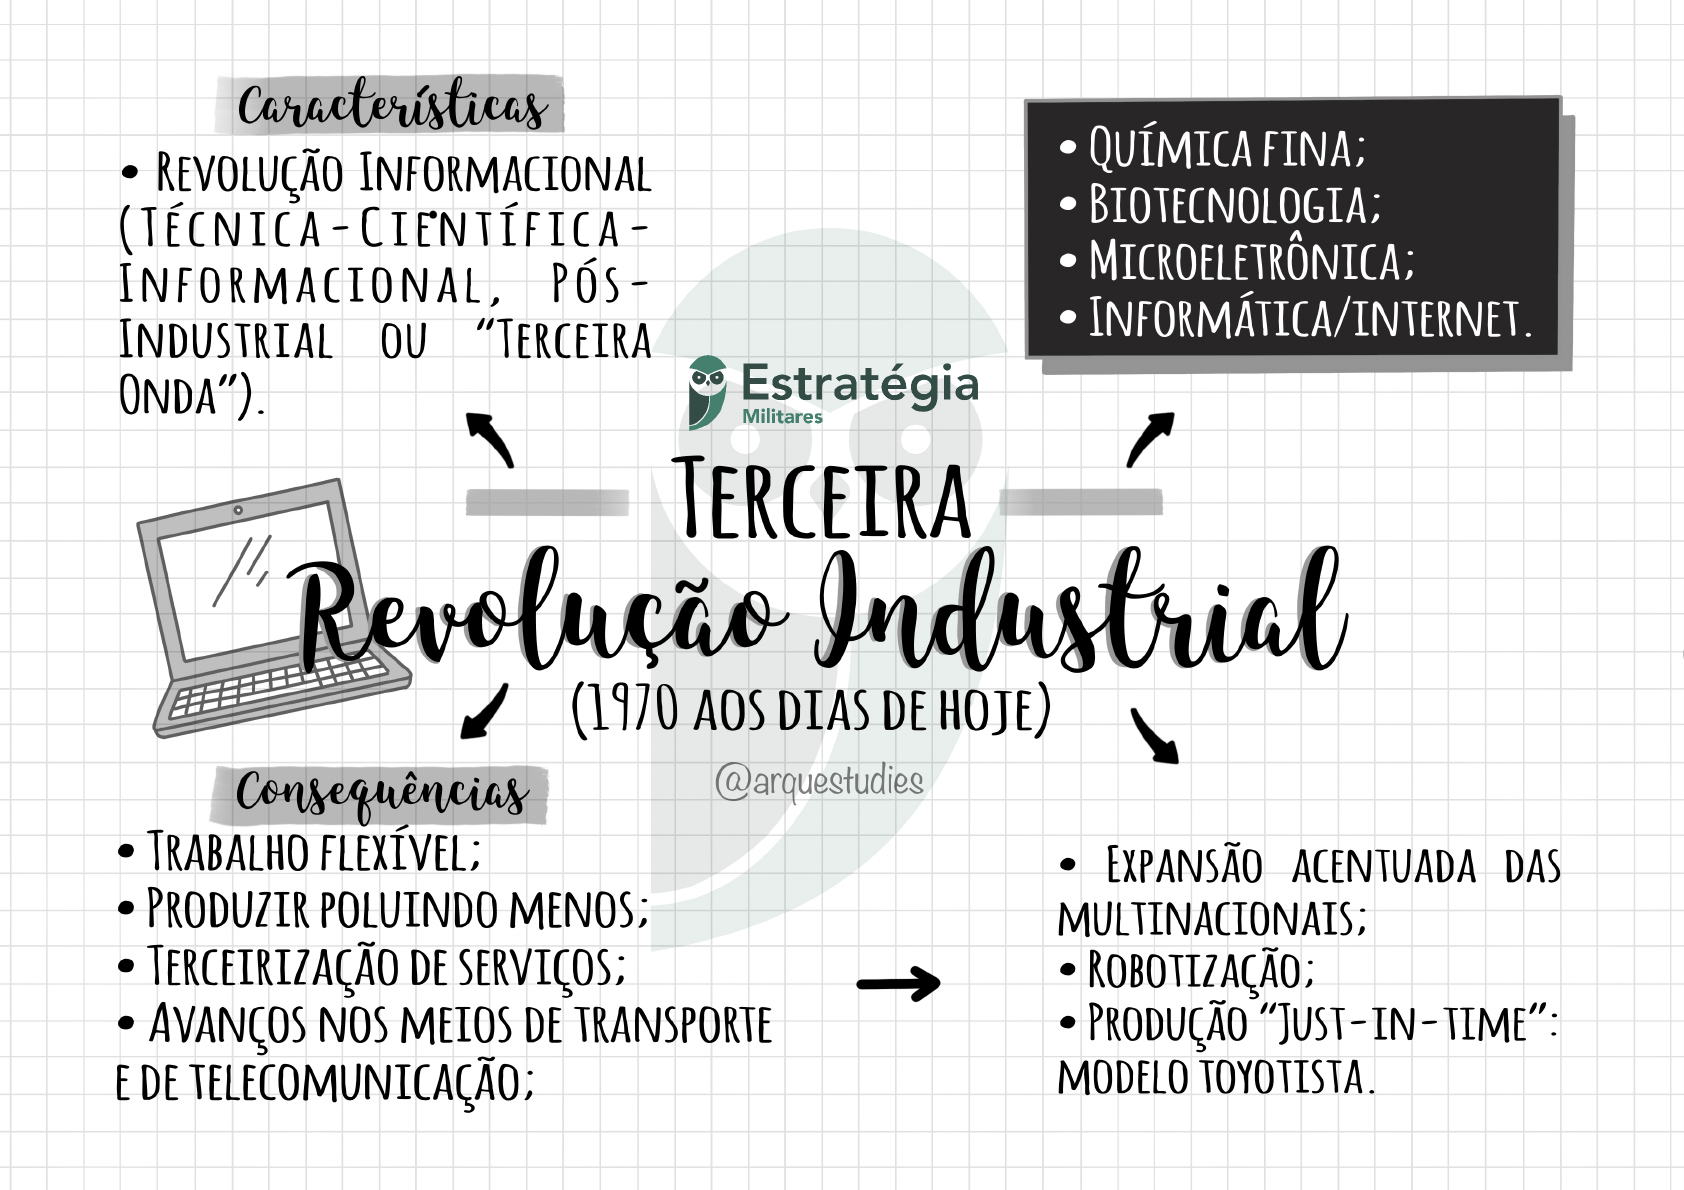 Características
• Revolução Informacional
(Técnica-Científica-
Informacional, Pós-
Industrial ou "Terceira
Onda").
• Química fina;
• Biotecnologia;
• Microeletrônica;
• Informática/internet.
Estratégia
Militares
Terceira
Revolução Industrial
(1970 aos dias de hoje)
@arquestudies
Consequências
• Trabalho flexível;
• Produzir poluindo menos;
• Terceirização de serviços;
• Avanços nos meios de transporte
e de telecomunicação;
• Expansão acentuada das
multinacionais;
• Robotização;
• Produção "Just-in-time":
modelo toyotista.